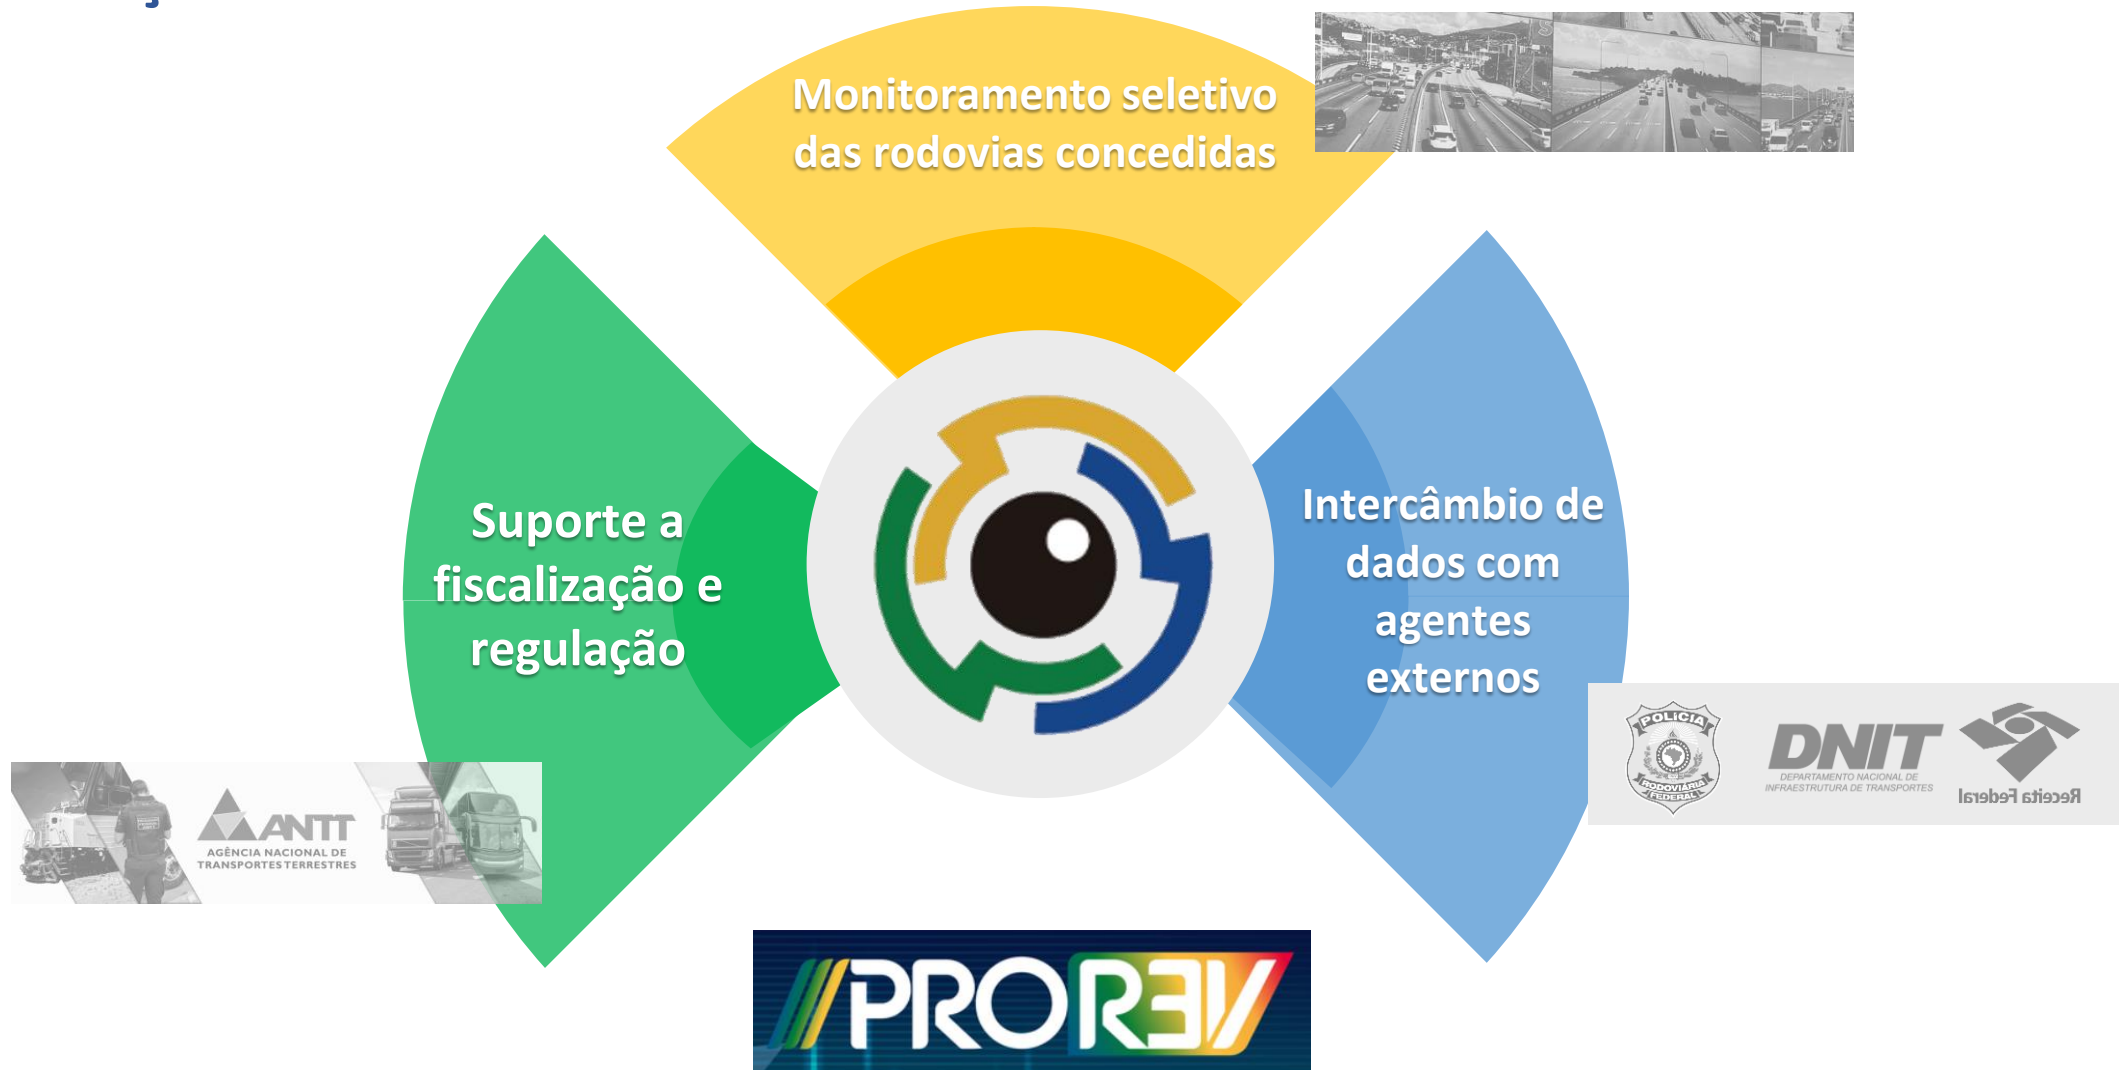 Monitoramento seletivo
das rodovias concedidas
Suporte a
fiscalização e
regulação
Intercâmbio de
dados com
agentes
externos
POLICIA
RODOVIÁRIA
FEDERAL
DNIT
DEPARTAMENTO NACIONAL DE
INFRAESTRUTURA DE TRANSPORTES
Receita Federal
ANTT
AGÊNCIA NACIONAL DE
TRANSPORTES TERRESTRES
PROREV